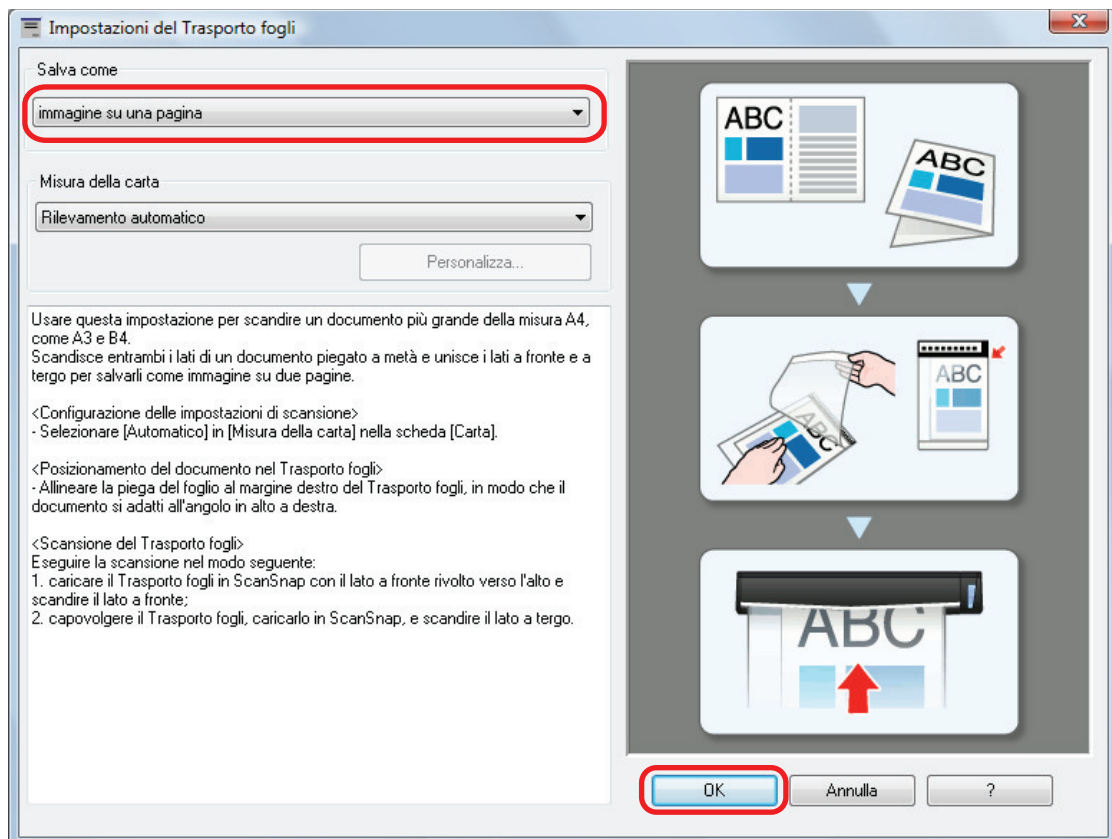 Impostazioni del Trasporto fogli
Salva come
immagine su una pagina
Misura della carta
Rilevamento automatico
Personalizza...
Usare questa impostazione per scandire un documento più grande della misura A4,
come A3 e B4.
Scandisce entrambi i lati di un documento piegato a metà e unisce i lati a fronte e a
tergo per salvarli come immagine su due pagine.
<Configurazione delle impostazioni di scansione>
- Selezionare [Automatico] in [Misura della carta] nella scheda [Carta].
<Posizionamento del documento nel Trasporto fogli>
- Allineare la piega del foglio al margine destro del Trasporto fogli, in modo che il
documento si adatti all'angolo in alto a destra.
<Scansione del Trasporto fogli>
Eseguire la scansione nel modo seguente:
1. caricare il Trasporto fogli in ScanSnap con il lato a fronte rivolto verso l'alto e
scandire il lato a fronte;
2. capovolgere il Trasporto fogli, caricarlo in ScanSnap, e scandire il lato a tergo.
ABC
ABC
ABC
ABC
ABC
OK
Annulla
?